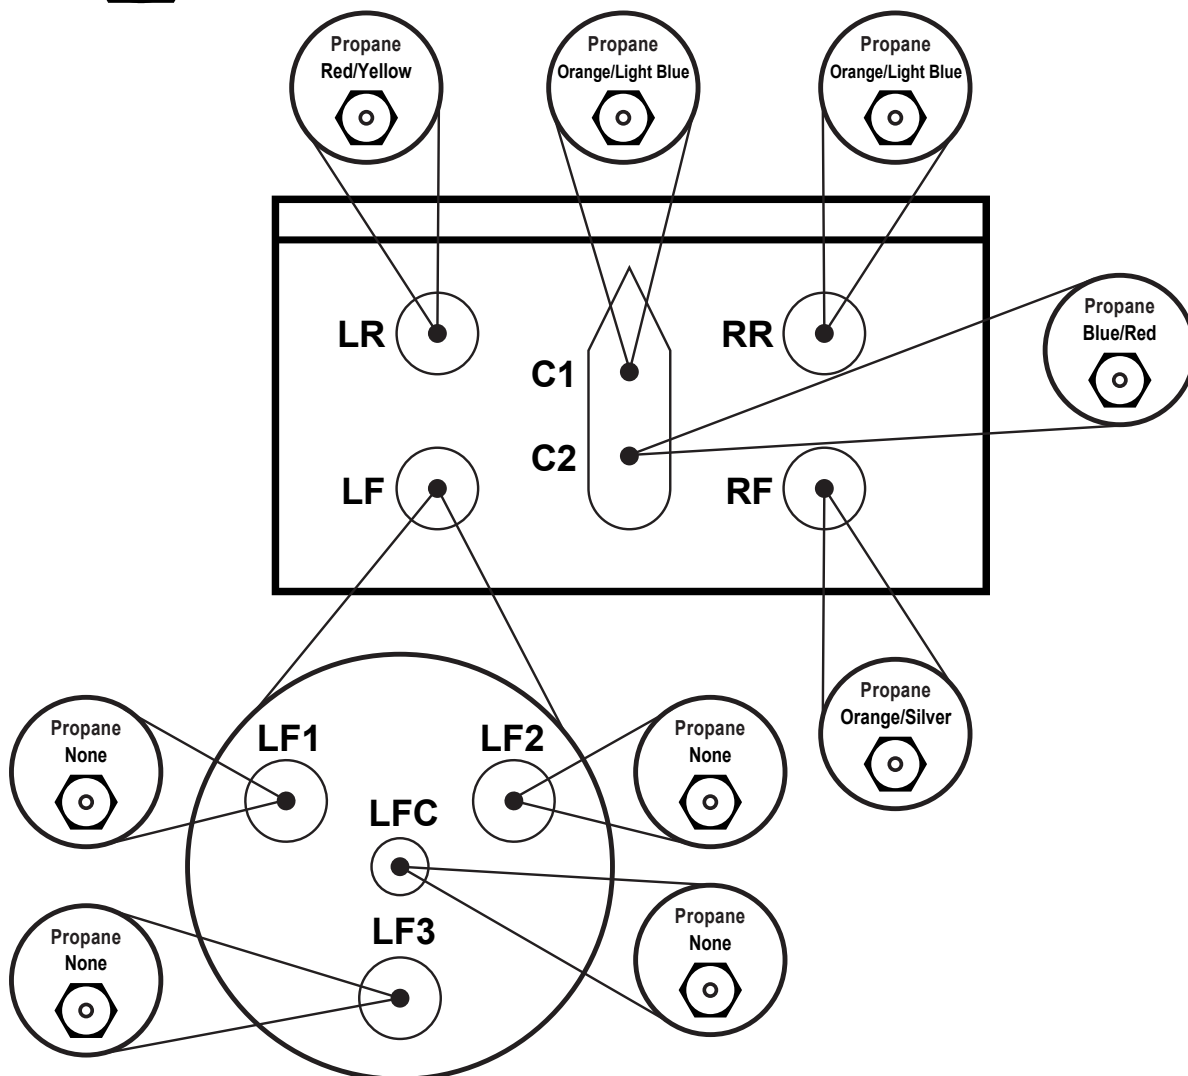 Propane
Red/Yellow
Propane
Orange/Light Blue
Propane
Orange/Light Blue
Propane
Blue/Red
LR
C1
RR
C2
LF
RF
Propane
Orange/Silver
Propane
None
LF1
LF2
Propane
None
LFC
LF3
Propane
None
Propane
None